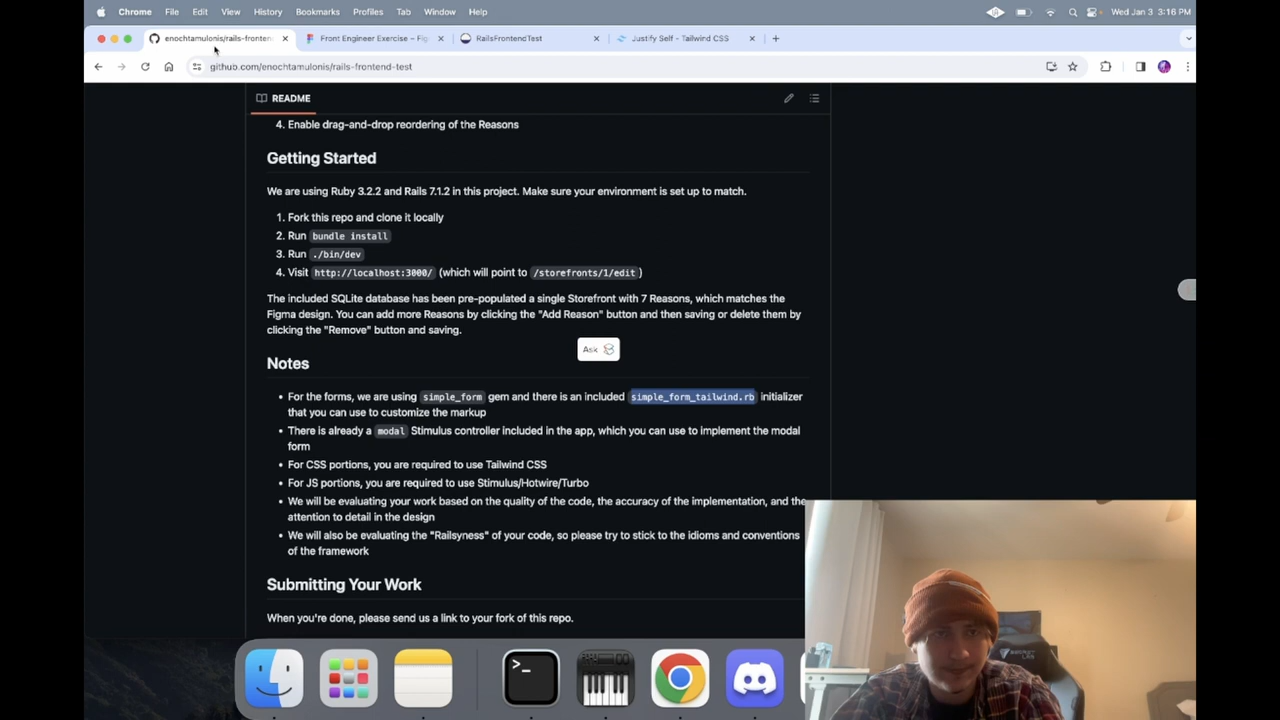 Chrome File Edit View History Bookmarks Profiles Tab Window Help Wed Jan 3 3:16 PM
enochtamulonis/rails-fronten Front Engineer Exercise – Fig RailsFrontendTest Justify Self - Tailwind CSS
github.com/enochtamulonis/rails-frontend-test
README
4. Enable drag-and-drop reordering of the Reasons
Getting Started
We are using Ruby 3.2.2 and Rails 7.1.2 in this project. Make sure your environment is set up to match.
1. Fork this repo and clone it locally
2. Run bundle install
3. Run ./bin/dev
4. Visit http://localhost:3000/ (which will point to /storefronts/1/edit)
The included SQLite database has been pre-populated a single Storefront with 7 Reasons, which matches the
Figma design. You can add more Reasons by clicking the "Add Reason" button and then saving or delete them by
clicking the "Remove" button and saving.
Ask
Notes
• For the forms, we are using simple_form gem and there is an included simple_form_tailwind.rb initializer
that you can use to customize the markup
• There is already a modal Stimulus controller included in the app, which you can use to implement the modal
form
• For CSS portions, you are required to use Tailwind CSS
• For JS portions, you are required to use Stimulus/Hotwire/Turbo
• We will be evaluating your work based on the quality of the code, the accuracy of the implementation, and the
attention to detail in the design
• We will also be evaluating the "Railsyness" of your code, so please try to stick to the idioms and conventions
of the framework
Submitting Your Work
When you're done, please send us a link to your fork of this repo.